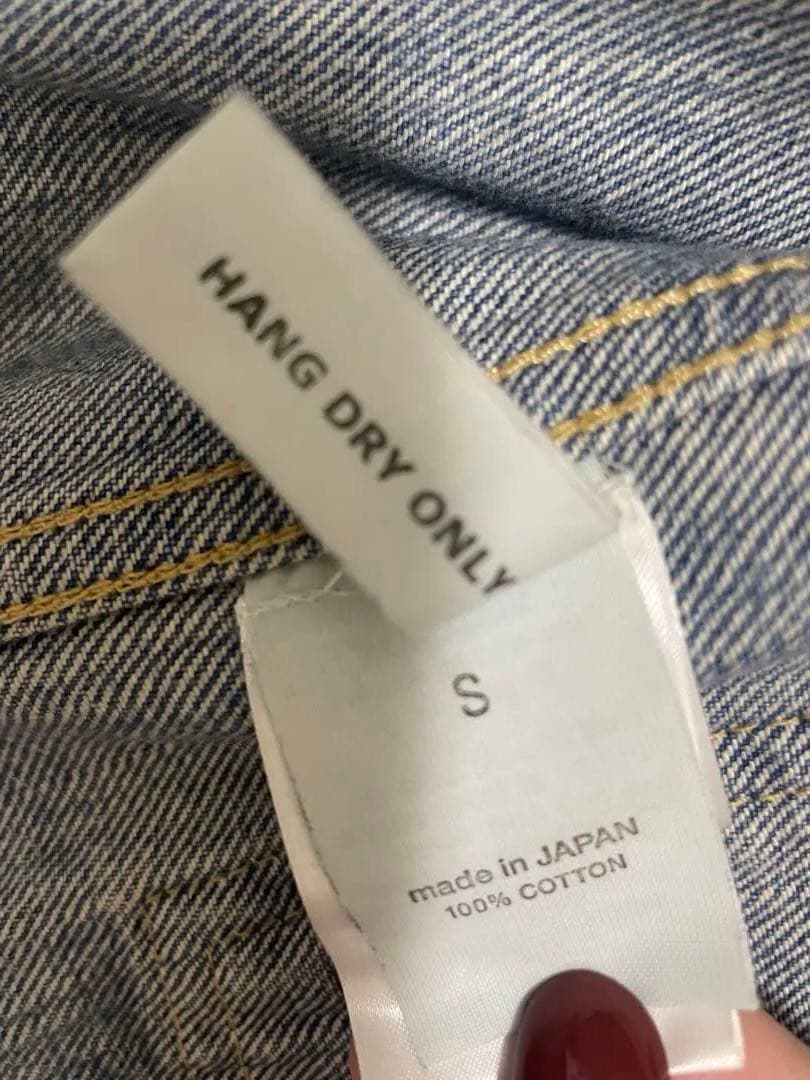 HANG DRY ONLY
S
made in JAPAN
100% COTTON